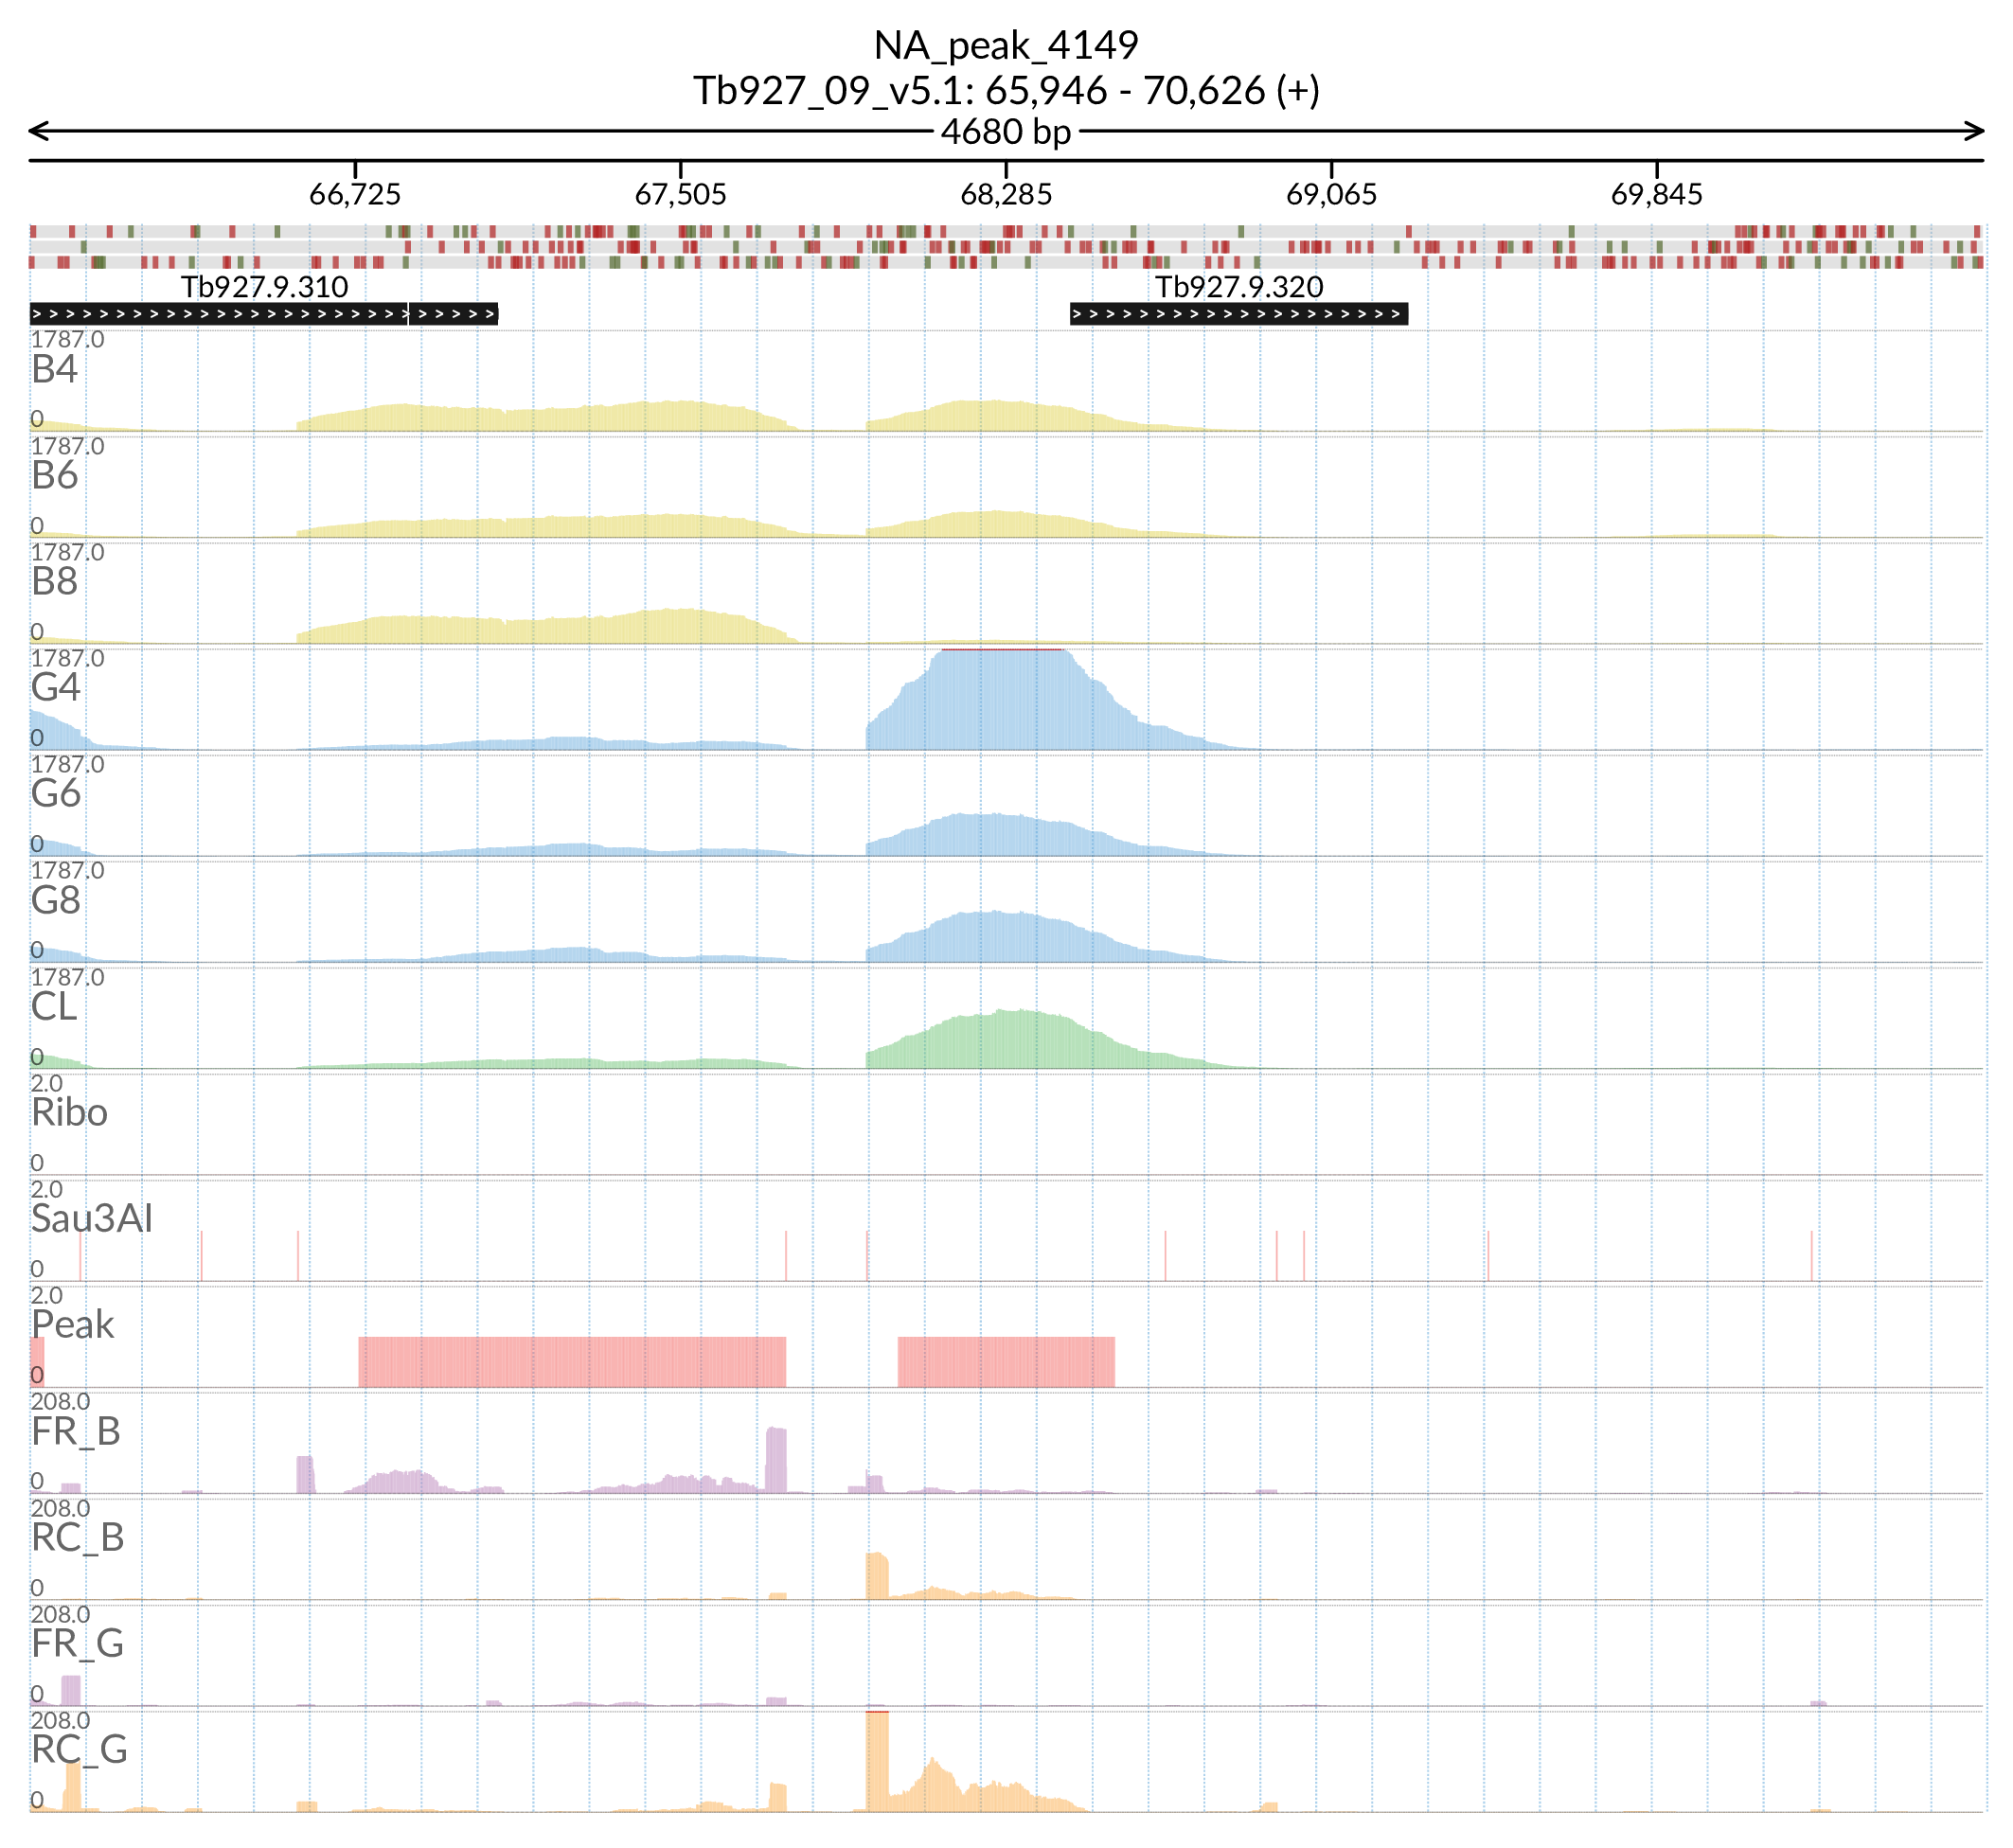 NA_peak_4149
Tb927_09_v5.1: 65,946 - 70,626 (+)
4680 bp
66,725 67,505 68,285 69,065 69,845
Tb927.9.310 Tb927.9.320
1787.0
B4
0
1787.0
B6
0
1787.0
B8
0
1787.0
G4
0
1787.0
G6
0
1787.0
G8
0
1787.0
CL
0
2.0
Ribo
0
2.0
Sau3AI
0
2.0
Peak
0
208.0
FR_B
0
208.0
RC_B
0
208.0
FR_G
0
208.0
RC_G
0